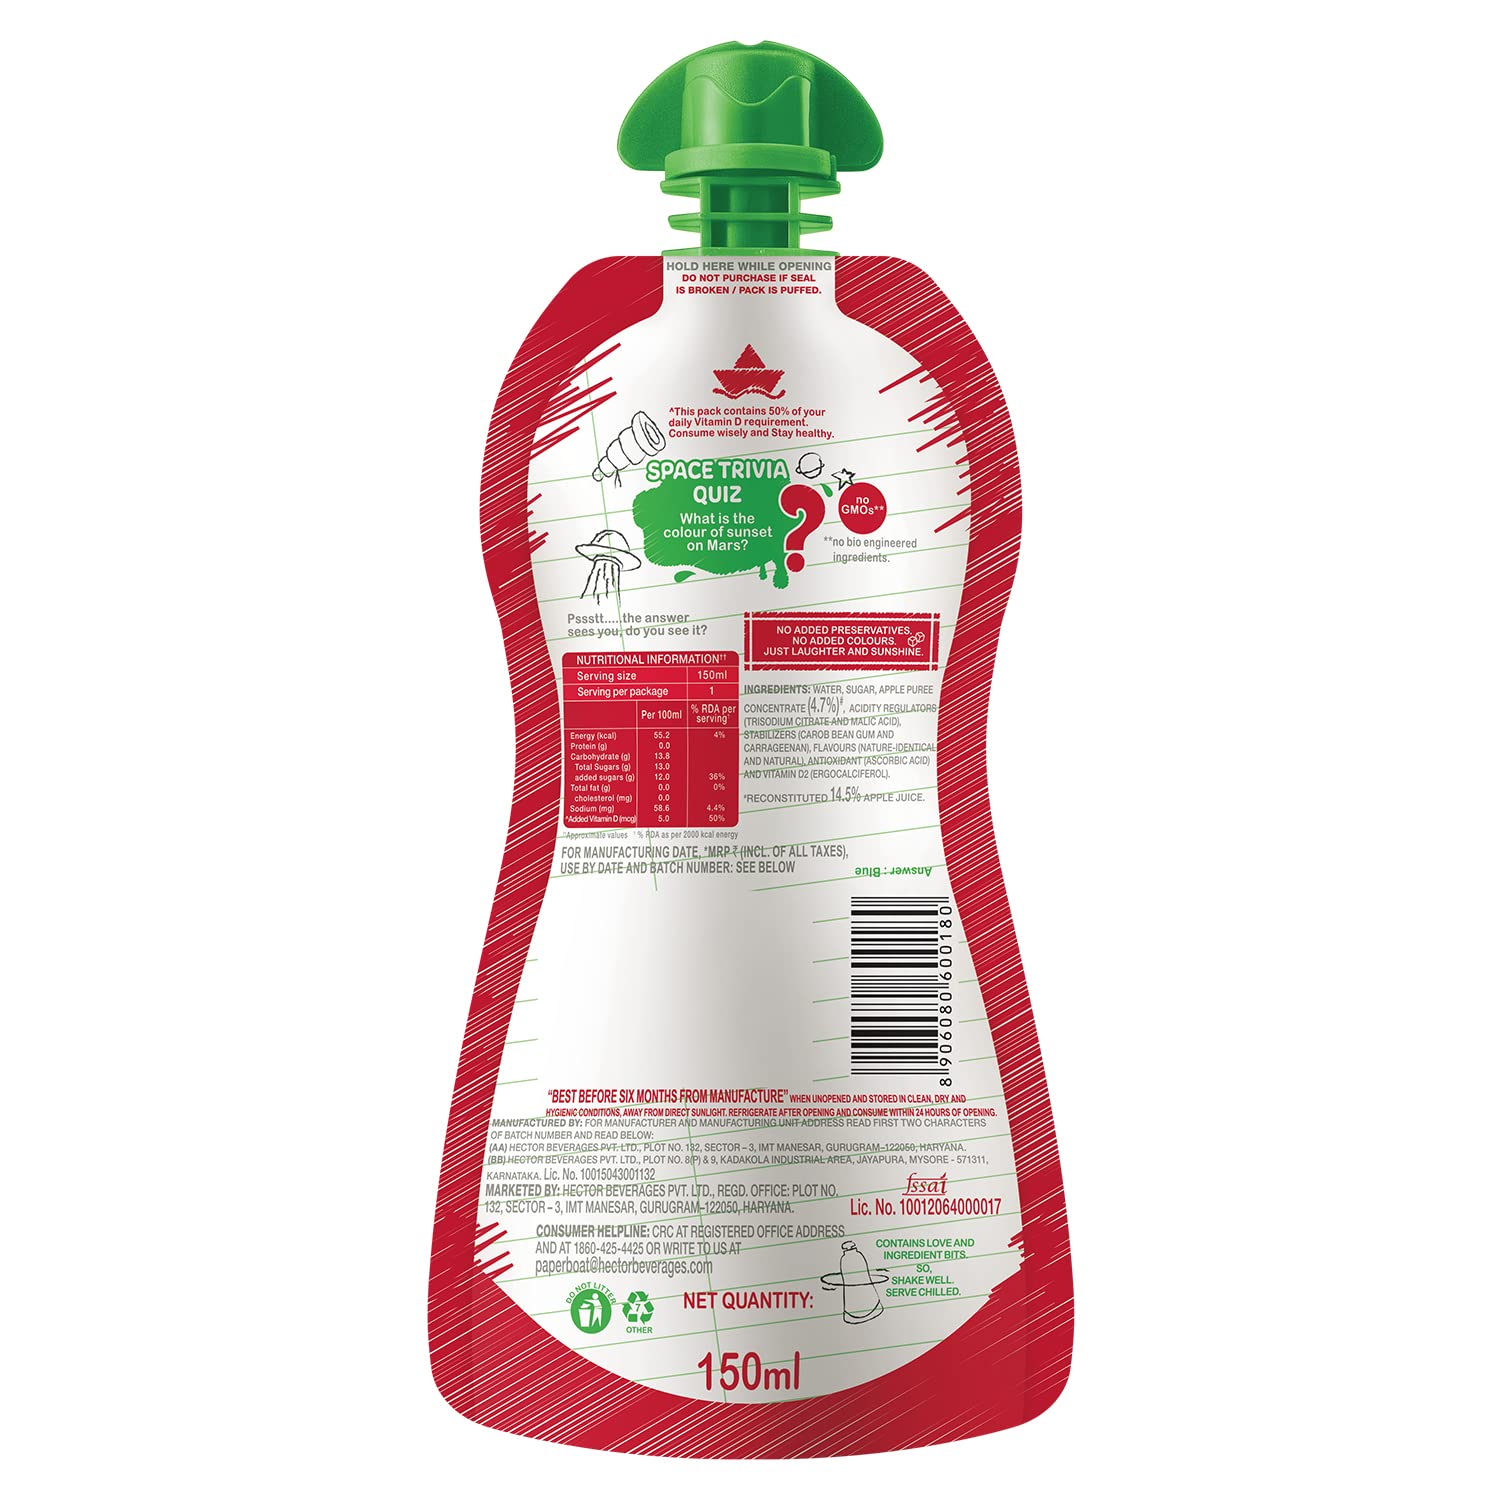 HOLD HERE WHILE OPENING
DO NOT PURCHASE IF SEAL
IS BROKEN / PACK IS PUFFED.
^This pack contains 50% of your
daily Vitamin D requirement.
Consume wisely and Stay healthy.
SPACE TRIVIA
QUIZ
What is the
colour of sunset
on Mars?
?
no
GMOs**
**no bio engineered
ingredients.
Pssstt.....the answer
sees you, do you see it?
NO ADDED PRESERVATIVES.
NO ADDED COLOURS.
JUST LAUGHTER AND SUNSHINE.
NUTRITIONAL INFORMATION††
Serving size 150ml
Serving per package 1
Per 100ml % RDA per
serving†
Energy (kcal) 55.2 4%
Protein (g) 0.0
Carbohydrate (g) 13.8
Total Sugars (g) 13.0
added sugars (g) 12.0 36%
Total fat (g) 0.0 0%
cholesterol (mg) 0.0
Sodium (mg) 58.6 4.4%
^Added Vitamin D (mcg) 5.0 50%
††Approximate values † % RDA as per 2000 kcal energy
INGREDIENTS: WATER, SUGAR, APPLE PUREE
CONCENTRATE (4.7%)#, ACIDITY REGULATORS
(TRISODIUM CITRATE AND MALIC ACID),
STABILIZERS (CAROB BEAN GUM AND
CARRAGEENAN), FLAVOURS (NATURE-IDENTICAL
AND NATURAL), ANTIOXIDANT (ASCORBIC ACID)
AND VITAMIN D2 (ERGOCALCIFEROL).
#RECONSTITUTED 14.5% APPLE JUICE.
FOR MANUFACTURING DATE, *MRP ₹ (INCL. OF ALL TAXES),
USE BY DATE AND BATCH NUMBER: SEE BELOW
Answer : Blue
8 906080 600180
"BEST BEFORE SIX MONTHS FROM MANUFACTURE" WHEN UNOPENED AND STORED IN CLEAN, DRY AND
HYGIENIC CONDITIONS, AWAY FROM DIRECT SUNLIGHT. REFRIGERATE AFTER OPENING AND CONSUME WITHIN 24 HOURS OF OPENING.
MANUFACTURED BY: FOR MANUFACTURER AND MANUFACTURING UNIT ADDRESS READ FIRST TWO CHARACTERS
OF BATCH NUMBER AND READ BELOW:
(AA) HECTOR BEVERAGES PVT. LTD., PLOT NO. 132, SECTOR – 3, IMT MANESAR, GURUGRAM–122050, HARYANA.
(BB) HECTOR BEVERAGES PVT. LTD., PLOT NO. 8(P) & 9, KADAKOLA INDUSTRIAL AREA, JAYAPURA, MYSORE - 571311,
KARNATAKA. Lic. No. 10015043001132
MARKETED BY: HECTOR BEVERAGES PVT. LTD., REGD. OFFICE: PLOT NO.
132, SECTOR – 3, IMT MANESAR, GURUGRAM–122050, HARYANA.
fssai
Lic. No. 10012064000017
CONSUMER HELPLINE: CRC AT REGISTERED OFFICE ADDRESS
AND AT 1860-425-4425 OR WRITE TO US AT
paperboat@hectorbeverages.com
CONTAINS LOVE AND
INGREDIENT BITS.
SO,
SHAKE WELL.
SERVE CHILLED.
DO NOT LITTER
7
OTHER
NET QUANTITY:
150ml